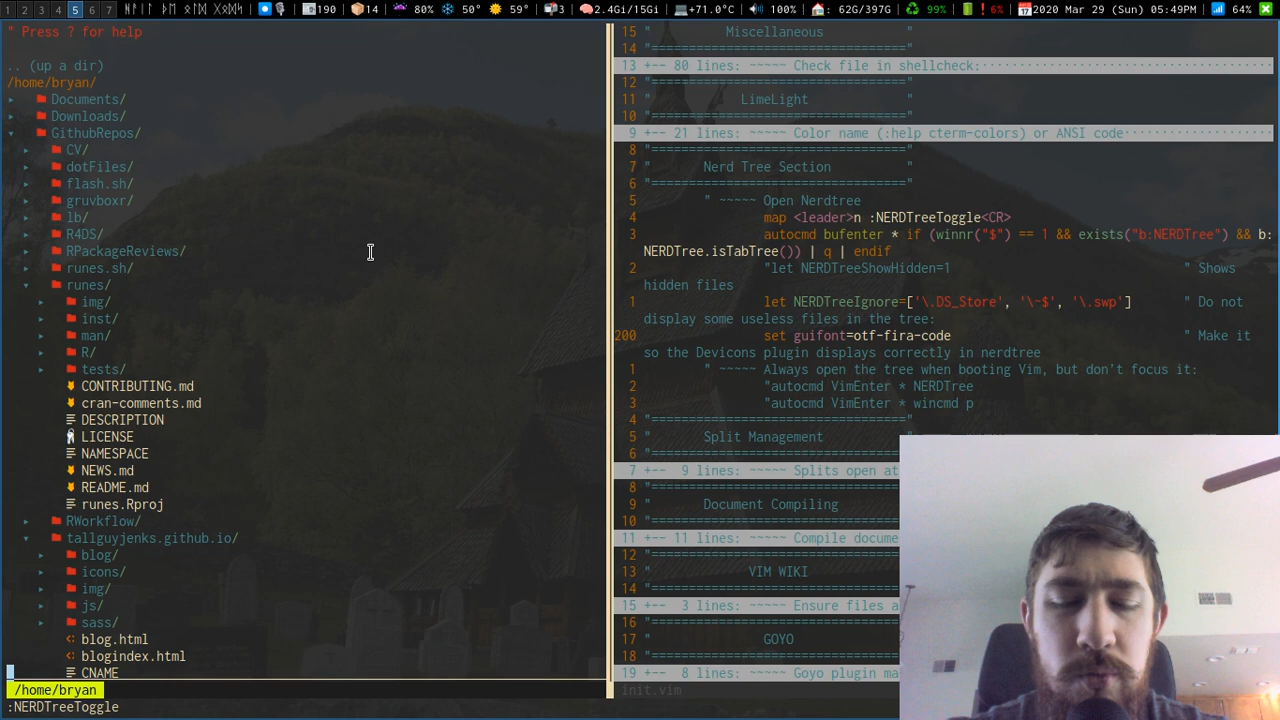 1 2 3 4 5 6 7 190 14 80% 50° 59° 3 2.4Gi/15Gi +71.0°C 100% : 62G/397G 99% 6% 2020 Mar 29 (Sun) 05:49PM 64%
" Press ? for help
.. (up a dir)
/home/bryan/
▸ Documents/
▸ Downloads/
▾ GithubRepos/
▸ CV/
▸ dotFiles/
▸ flash.sh/
▸ gruvboxr/
▸ lb/
▸ R4DS/
▸ RPackageReviews/
▸ runes.sh/
▾ runes/
▸ img/
▸ inst/
▸ man/
▸ R/
▸ tests/
CONTRIBUTING.md
cran-comments.md
DESCRIPTION
LICENSE
NAMESPACE
NEWS.md
README.md
runes.Rproj
▸ RWorkflow/
▾ tallguyjenks.github.io/
▸ blog/
▸ icons/
▸ img/
▸ js/
▸ sass/
blog.html
blogindex.html
CNAME
/home/bryan
:NERDTreeToggle
15 " Miscellaneous "
14 "=================================="
13 +-- 80 lines: ~~~~~ Check file in shellcheck:
12 "=================================="
11 " LimeLight "
10 "=================================="
9 +-- 21 lines: ~~~~~ Color name (:help cterm-colors) or ANSI code
8 "=================================="
7 " Nerd Tree Section "
6 "=================================="
5 " ~~~~~ Open Nerdtree
4 map <leader>n :NERDTreeToggle<CR>
3 autocmd bufenter * if (winnr("$") == 1 && exists("b:NERDTree") && b:
NERDTree.isTabTree()) | q | endif
2 "let NERDTreeShowHidden=1 " Shows
hidden files
1 let NERDTreeIgnore=['\.DS_Store', '\~$', '\.swp'] " Do not
display some useless files in the tree:
200 set guifont=otf-fira-code " Make it
so the Devicons plugin displays correctly in nerdtree
1 " ~~~~~ Always open the tree when booting Vim, but don't focus it:
2 "autocmd VimEnter * NERDTree
3 "autocmd VimEnter * wincmd p
4 "=================================="
5 " Split Management "
6 "==================================
7 +-- 9 lines: ~~~~~ Splits open at
8 "==================================
9 " Document Compiling
10 "==================================
11 +-- 11 lines: ~~~~~ Compile docume
12 "==================================
13 " VIM WIKI
14 "==================================
15 +-- 3 lines: ~~~~~ Ensure files a
16 "==================================
17 " GOYO
18 "==================================
19 +-- 8 lines: ~~~~~ Goyo plugin ma
init.vim